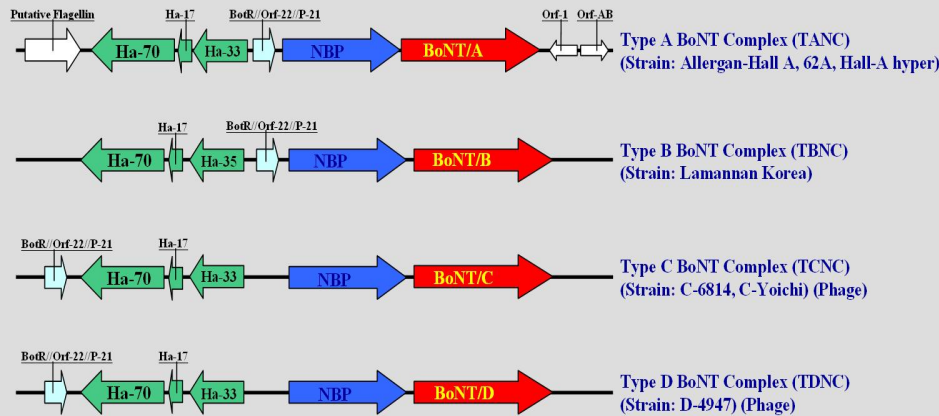 Putative Flagellin
Ha-17
BotR//Orf-22//P-21
Orf-1
Orf-AB
Ha-70
Ha-33
NBP
BoNT/A
Type A BoNT Complex (TANC)
(Strain: Allergan-Hall A, 62A, Hall-A hyper)
Ha-17
BotR//Orf-22//P-21
Ha-70
Ha-35
NBP
BoNT/B
Type B BoNT Complex (TBNC)
(Strain: Lamannan Korea)
BotR//Orf-22//P-21
Ha-17
Ha-70
Ha-33
NBP
BoNT/C
Type C BoNT Complex (TCNC)
(Strain: C-6814, C-Yoichi) (Phage)
BotR//Orf-22//P-21
Ha-17
Ha-70
Ha-33
NBP
BoNT/D
Type D BoNT Complex (TDNC)
(Strain: D-4947) (Phage)